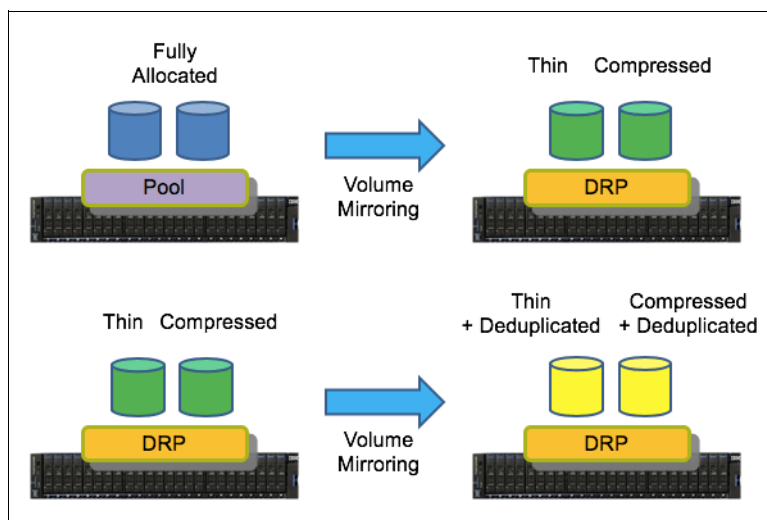 Fully
Allocated
Thin Compressed
Pool
Volume
Mirroring
DRP
Thin Compressed
Thin
+ Deduplicated
Compressed
+ Deduplicated
DRP
Volume
Mirroring
DRP